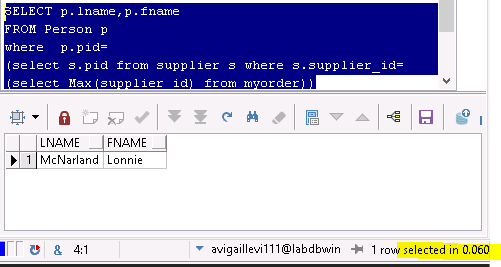 SELECT p.lname,p.fname
FROM Person p
where  p.pid=
(select s.pid from supplier s where s.supplier_id=
(select Max(supplier_id) from myorder))
LNAME FNAME
1 McNarland Lonnie
& 4:1 avigaillevi111@labdbwin 1 row selected in 0.060